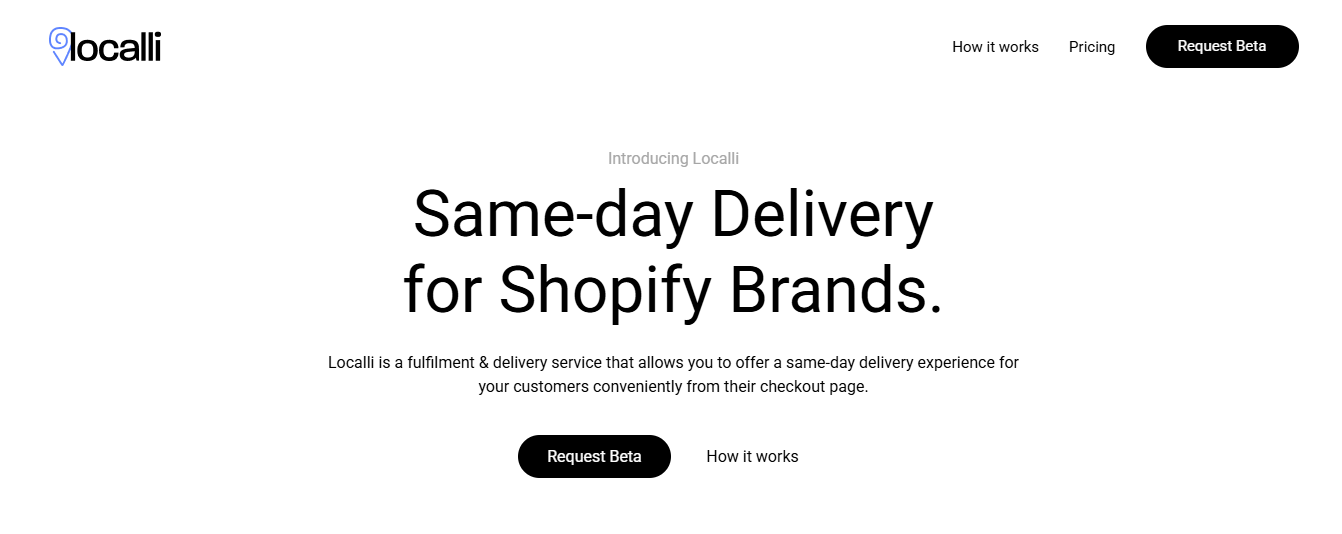 localli
How it works
Pricing
Request Beta
Introducing Localli
Same-day Delivery
for Shopify Brands.
Localli is a fulfilment & delivery service that allows you to offer a same-day delivery experience for
your customers conveniently from their checkout page.
Request Beta
How it works